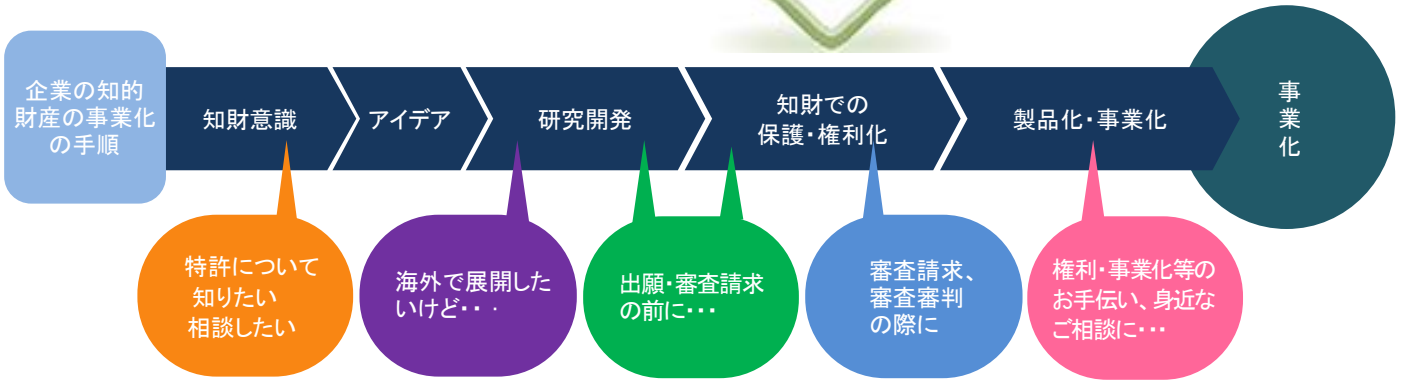 企業の知的
財産の事業化
の手順
知財意識
アイデア
研究開発
知財での
保護・権利化
製品化・事業化
事
業
化
特許について
知りたい
相談したい
海外で展開した
いけど・・・
出願・審査請求
の前に・・・
審査請求、
審査審判
の際に
権利・事業化等の
お手伝い、身近な
ご相談に・・・